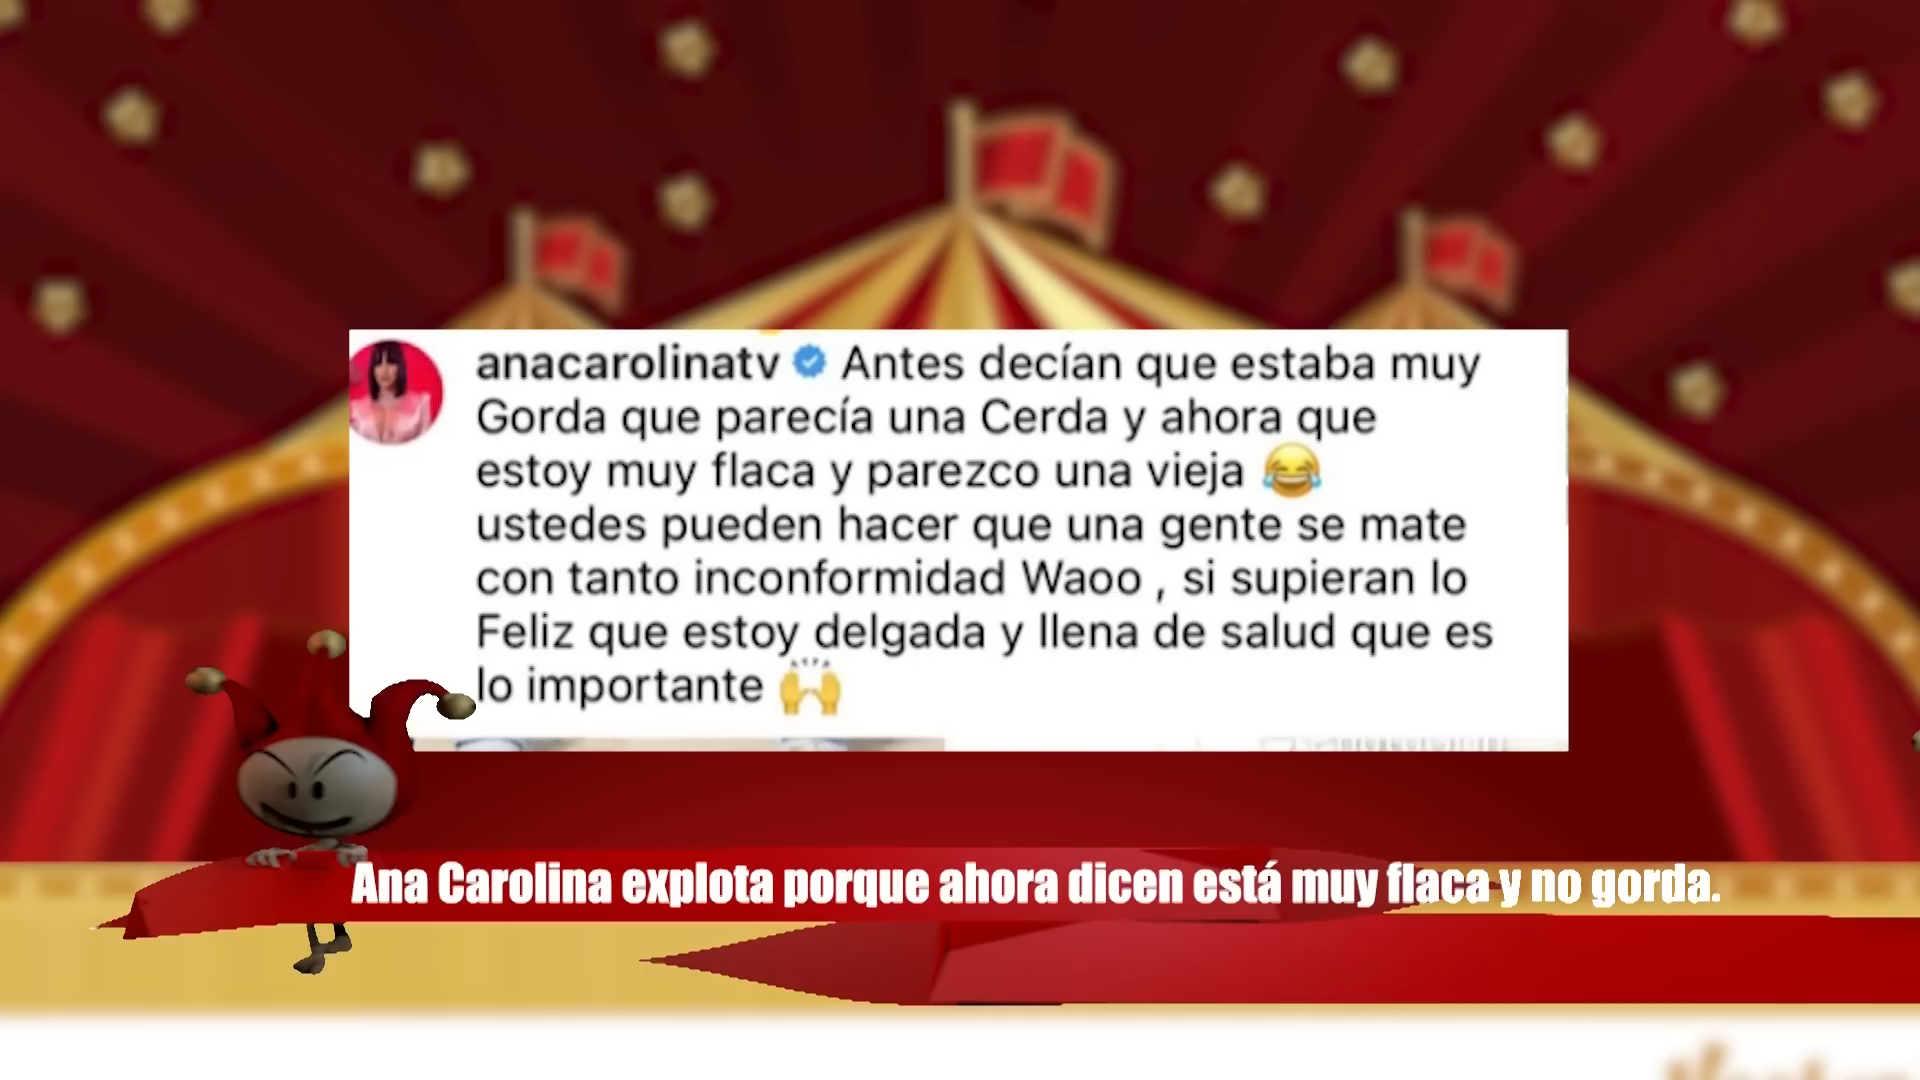 anacarolinatv Antes decían que estaba muy
Gorda que parecía una Cerda y ahora que
estoy muy flaca y parezco una vieja 😂
ustedes pueden hacer que una gente se mate
con tanto inconformidad Waoo , si supieran lo
Feliz que estoy delgada y llena de salud que es
lo importante 🙌
Ana Carolina explota porque ahora dicen está muy flaca y no gorda.